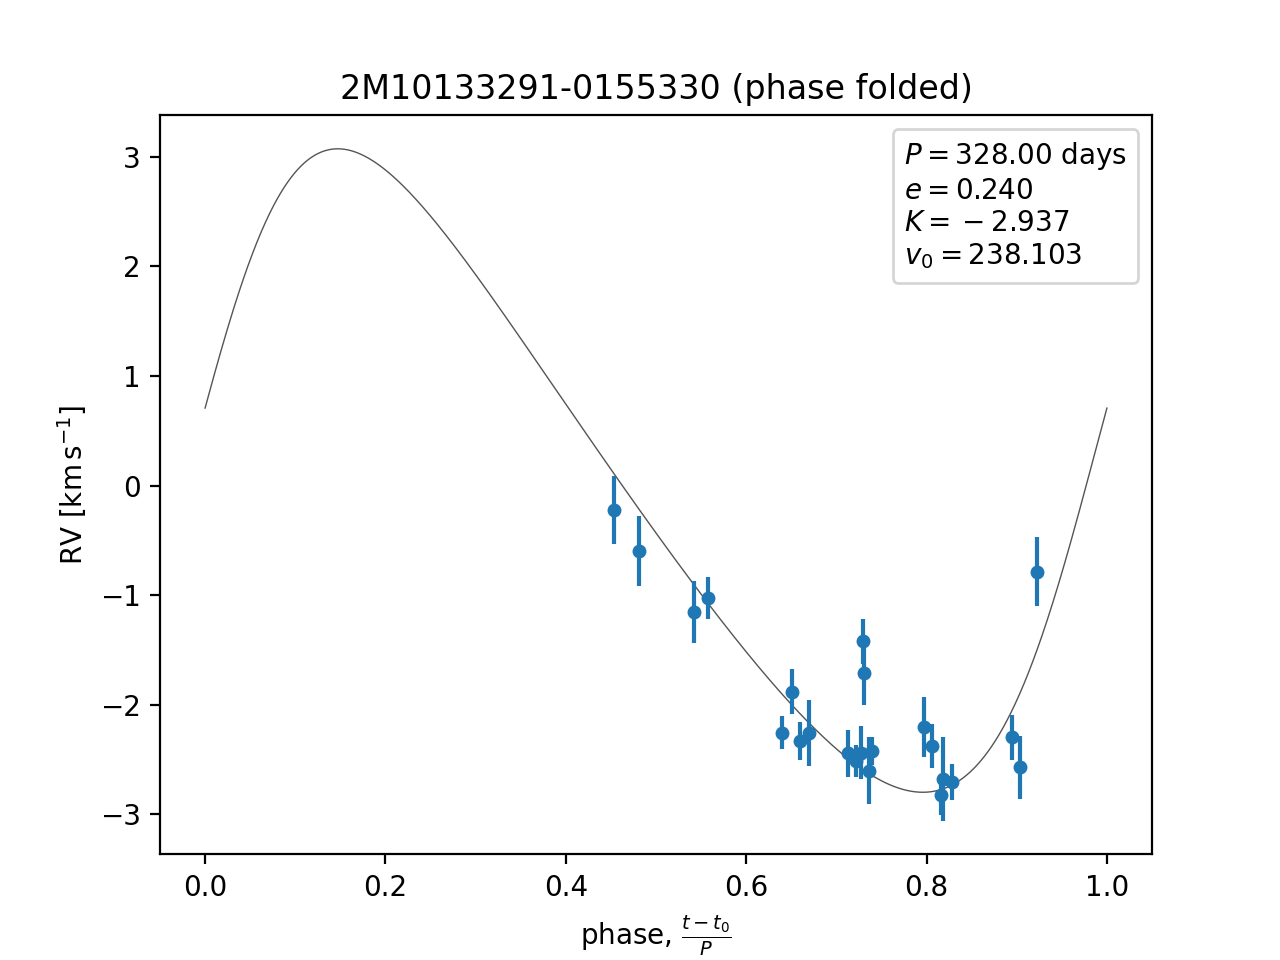 2M10133291-0155330 (phase folded)
P = 328.00 days
e = 0.240
K = −2.937
v₀ = 238.103
3
2
1
0
−1
−2
−3
RV [km s⁻¹]
0.0 0.2 0.4 0.6 0.8 1.0
phase, (t − t₀)/P